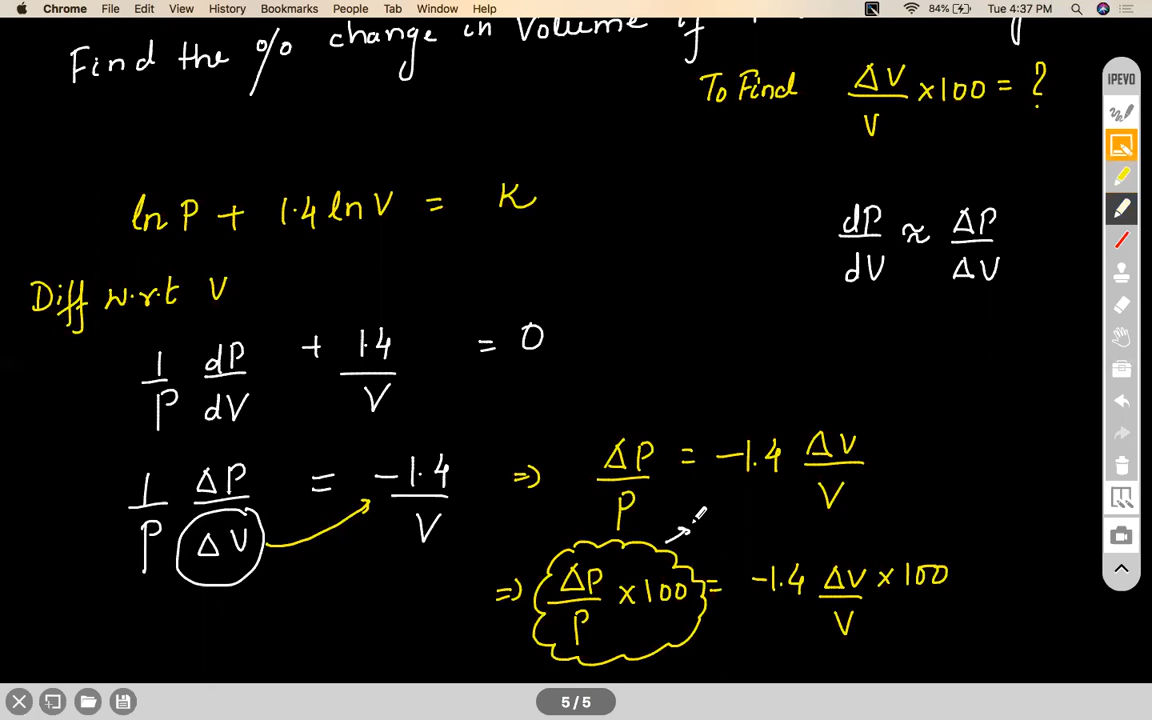 Chrome File Edit View History Bookmarks People Tab Window Help 84% Tue 4:37 PM
Find the % change in Volume if
To Find ΔV/V ×100 = ?
IPEVO
ln P + 1.4 ln V = K
dP/dV ≈ ΔP/ΔV
Diff w.r.t V
1/P dP/dV + 1.4/V = 0
1/P ΔP/ΔV = -1.4/V ⇒ ΔP/P = -1.4 ΔV/V
⇒ ΔP/P ×100 = -1.4 ΔV/V ×100
5/5